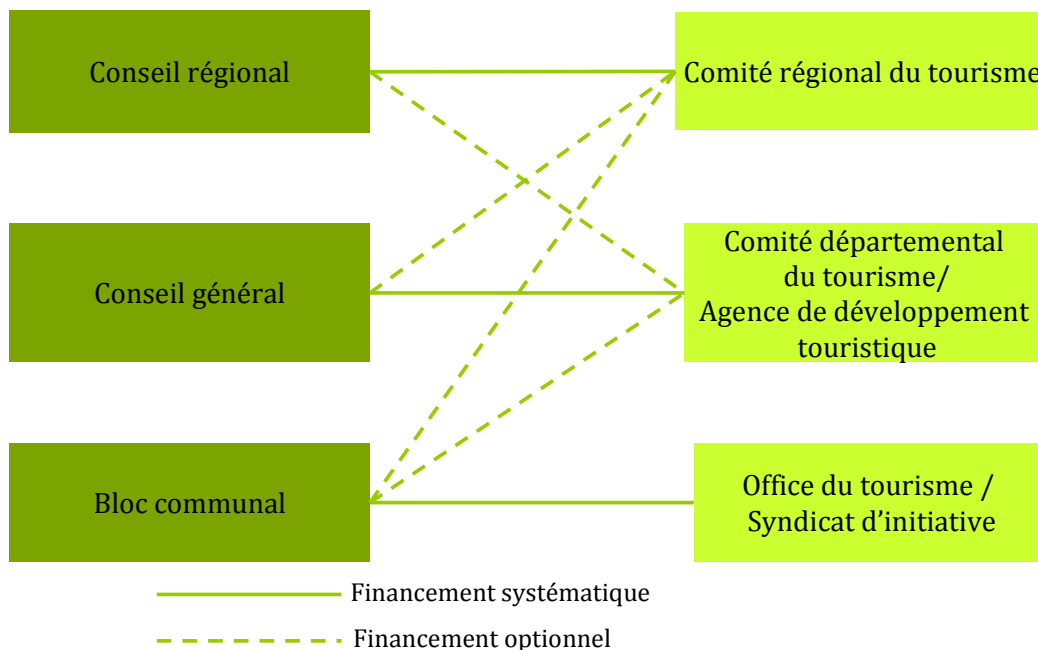 Conseil régional
Comité régional du tourisme
Conseil général
Comité départemental
du tourisme/
Agence de développement
touristique
Bloc communal
Office du tourisme /
Syndicat d’initiative
Financement systématique
Financement optionnel